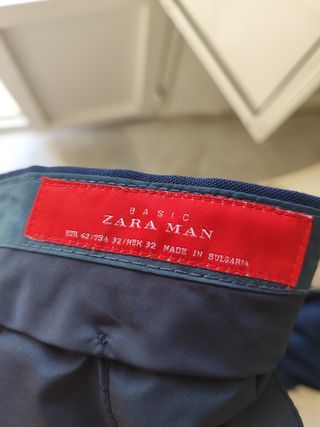 BASIC
ZARA MAN
EUR 42/USA 32/MEX 32 MADE IN BULGARIA